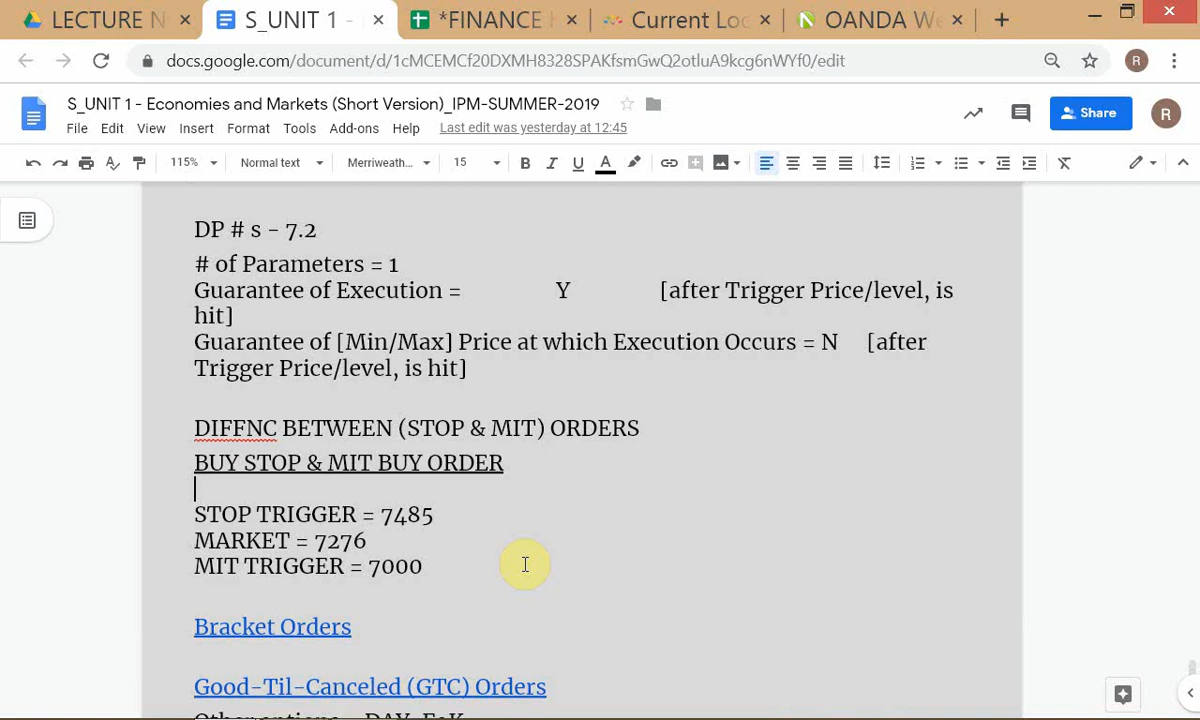 LECTURE N
S_UNIT 1 -
*FINANCE
Current Loc
OANDA We
docs.google.com/document/d/1cMCEMCf20DXMH8328SPAKfsmGwQ2otluA9kcg6nWYf0/edit
R
S_UNIT 1 - Economies and Markets (Short Version)_IPM-SUMMER-2019
File Edit View Insert Format Tools Add-ons Help Last edit was yesterday at 12:45
Share
R
115% Normal text Merriweath... 15 B I U A
DP # s - 7.2
# of Parameters = 1
Guarantee of Execution = Y [after Trigger Price/level, is
hit]
Guarantee of [Min/Max] Price at which Execution Occurs = N [after
Trigger Price/level, is hit]
DIFFNC BETWEEN (STOP & MIT) ORDERS
BUY STOP & MIT BUY ORDER
STOP TRIGGER = 7485
MARKET = 7276
MIT TRIGGER = 7000
Bracket Orders
Good-Til-Canceled (GTC) Orders
Other options - DAY, FoK